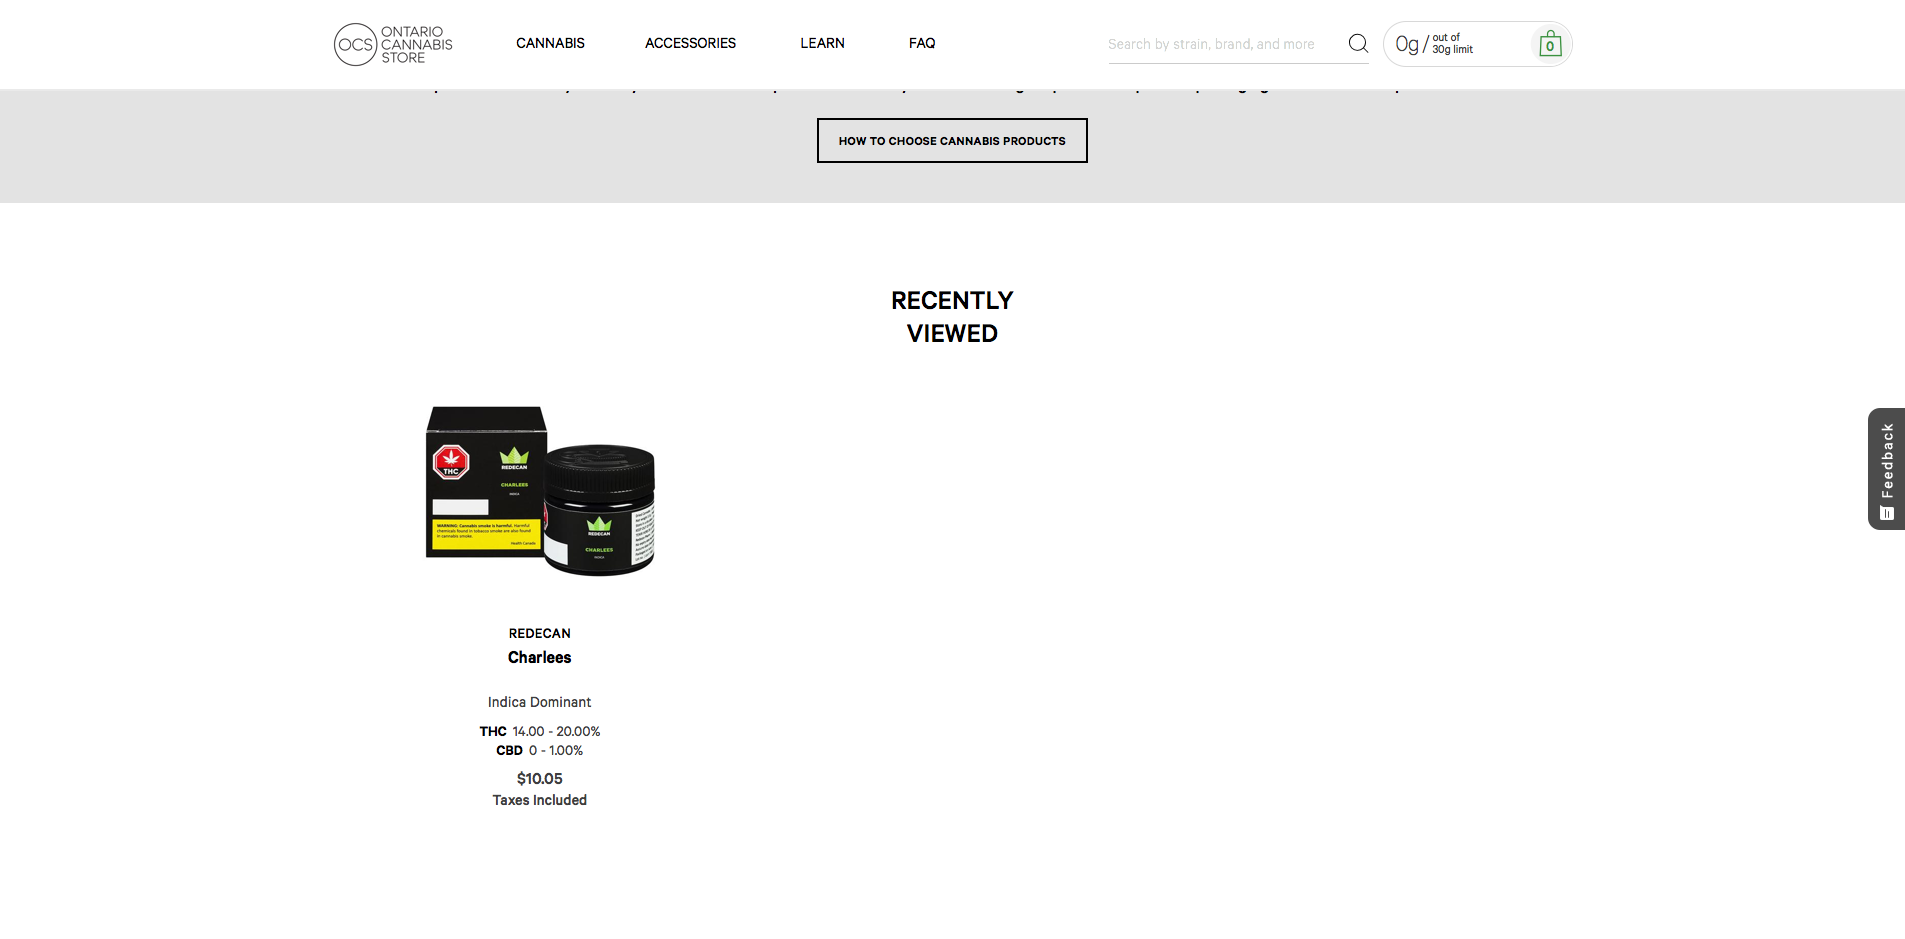 OCS
ONTARIO
CANNABIS
STORE
CANNABIS
ACCESSORIES
LEARN
FAQ
Search by strain, brand, and more
0g / out of
30g limit
0
HOW TO CHOOSE CANNABIS PRODUCTS
RECENTLY
VIEWED
Feedback
THC
REDECAN
CHARLEES
INDICA
WARNING: Cannabis smoke is harmful. Harmful
chemicals found in tobacco smoke are also found
in cannabis smoke.
Health Canada
REDECAN
CHARLEES
INDICA
REDECAN
Charlees
Indica Dominant
THC 14.00 - 20.00%
CBD 0 - 1.00%
$10.05
Taxes Included